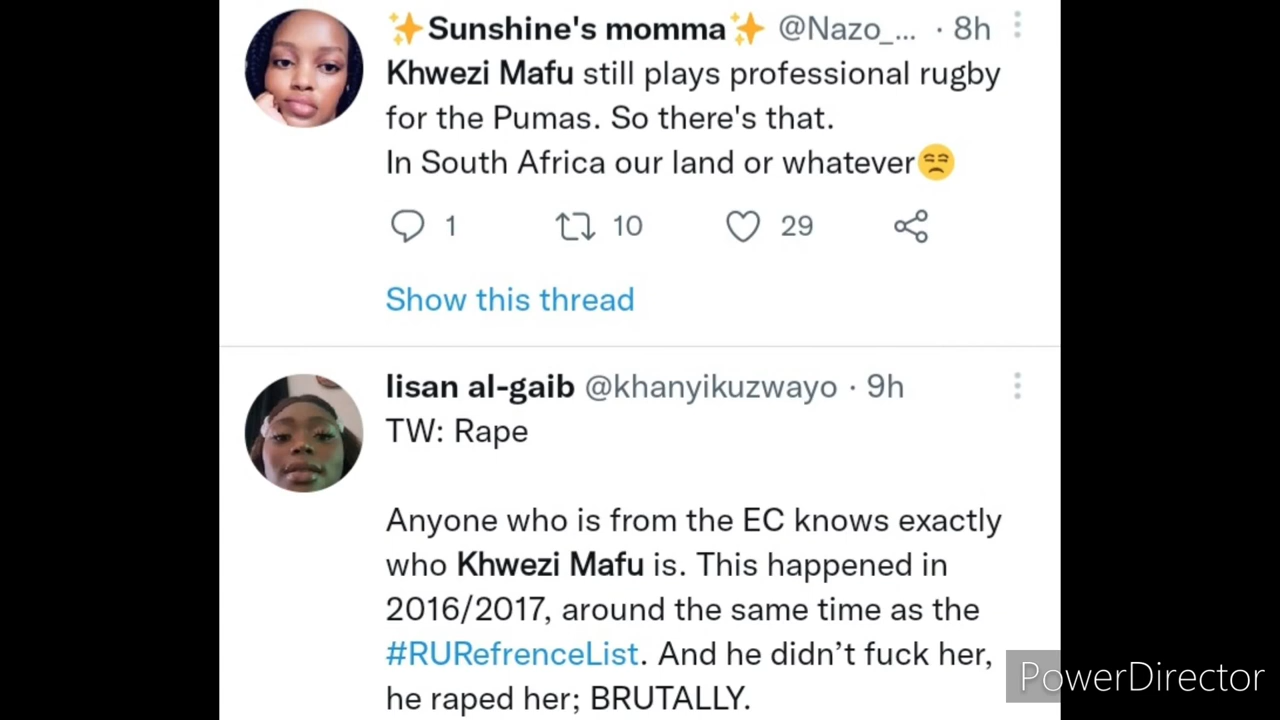 ✨Sunshine's momma✨ @Nazo_... · 8h
Khwezi Mafu still plays professional rugby
for the Pumas. So there's that.
In South Africa our land or whatever😒
1 10 29
Show this thread
lisan al-gaib @khanyikuzwayo · 9h
TW: Rape
Anyone who is from the EC knows exactly
who Khwezi Mafu is. This happened in
2016/2017, around the same time as the
#RURefrenceList. And he didn’t fuck her,
he raped her; BRUTALLY.
PowerDirector